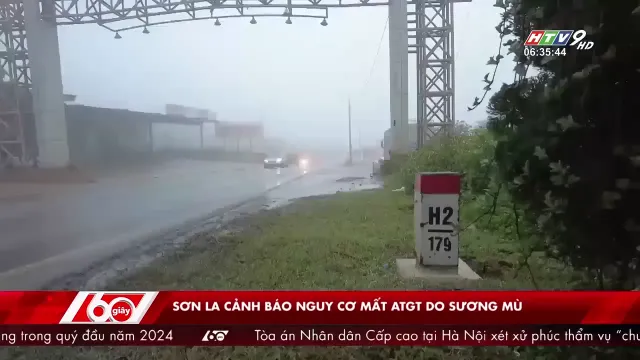 HTV9 HD
06:35:44
H2
179
60 giây
SƠN LA CẢNH BÁO NGUY CƠ MẤT ATGT DO SƯƠNG MÙ
ng trong quý đầu năm 2024 Tòa án Nhân dân Cấp cao tại Hà Nội xét xử phúc thẩm vụ “chu